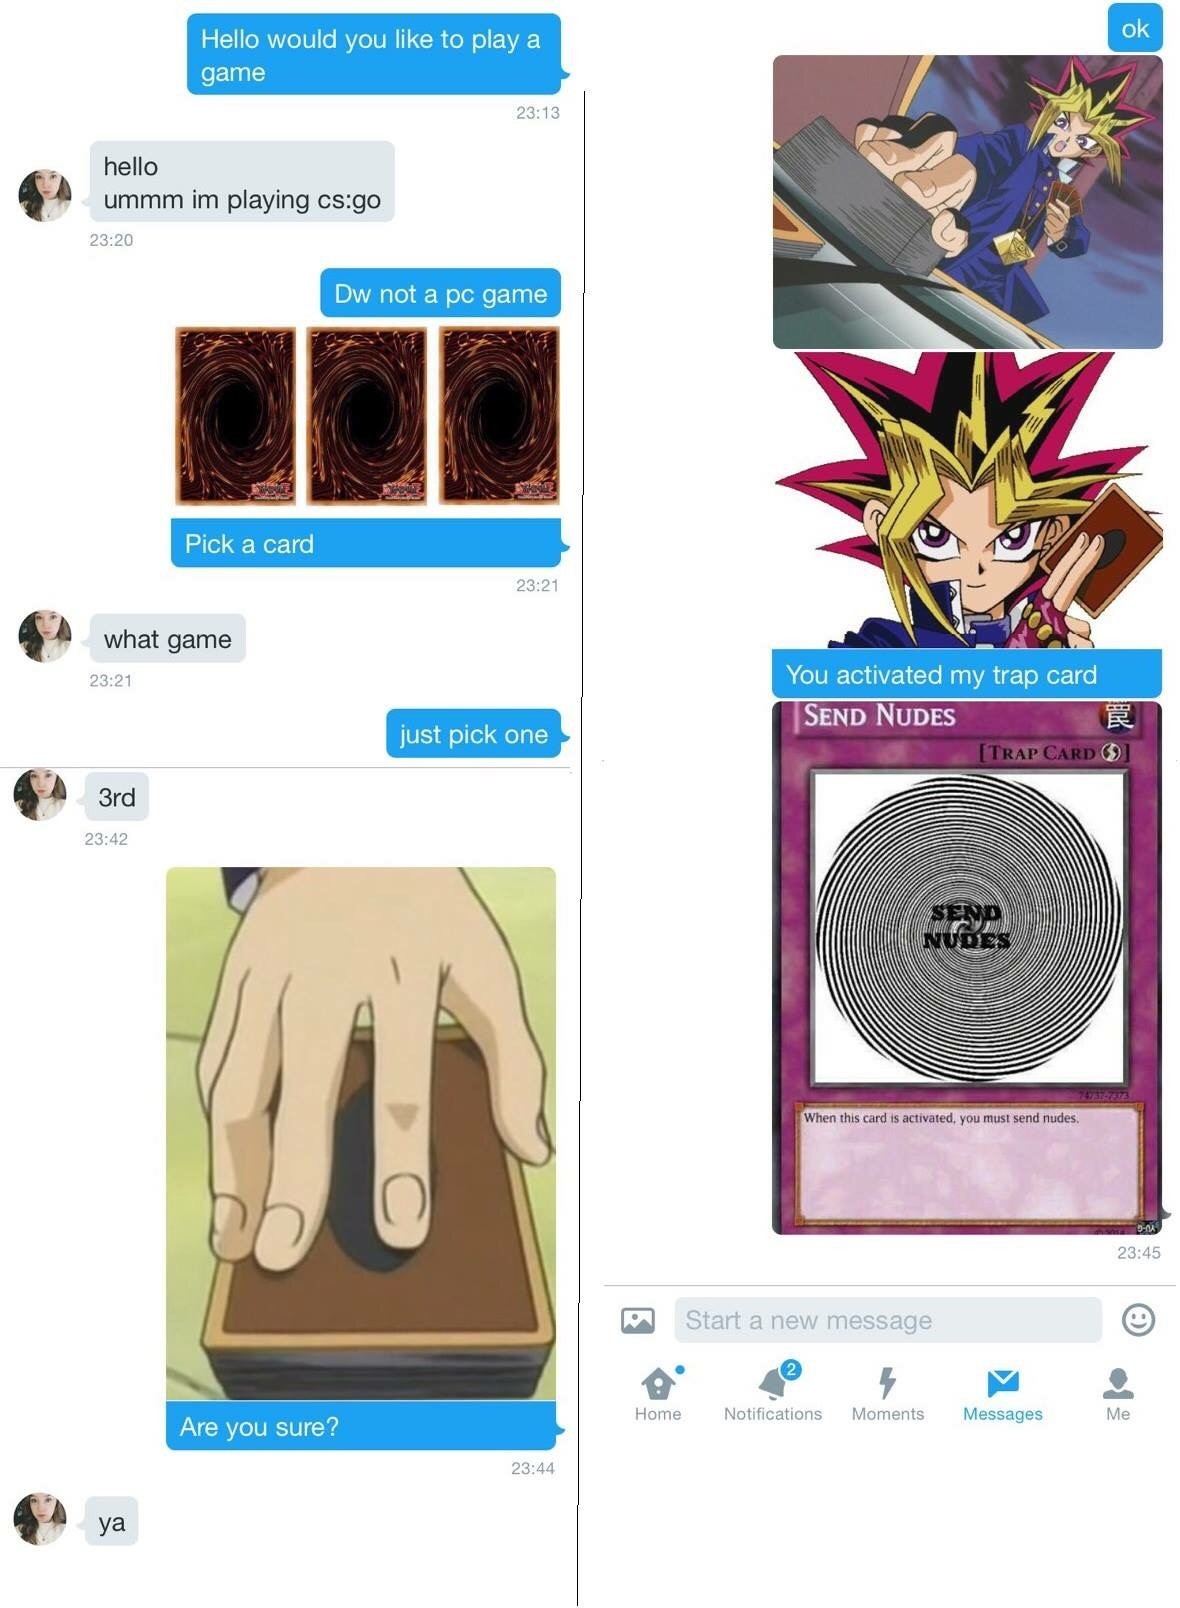 Hello would you like to play a
game
23:13
hello
ummm im playing cs:go
23:20
Dw not a pc game
Pick a card
23:21
what game
23:21
just pick one
3rd
23:42
Are you sure?
23:44
ya
ok
You activated my trap card
SEND NUDES
罠
[TRAP CARD]
SEND
NUDES
74737-7373
When this card is activated, you must send nudes.
23:45
Start a new message
2
Home Notifications Moments Messages Me